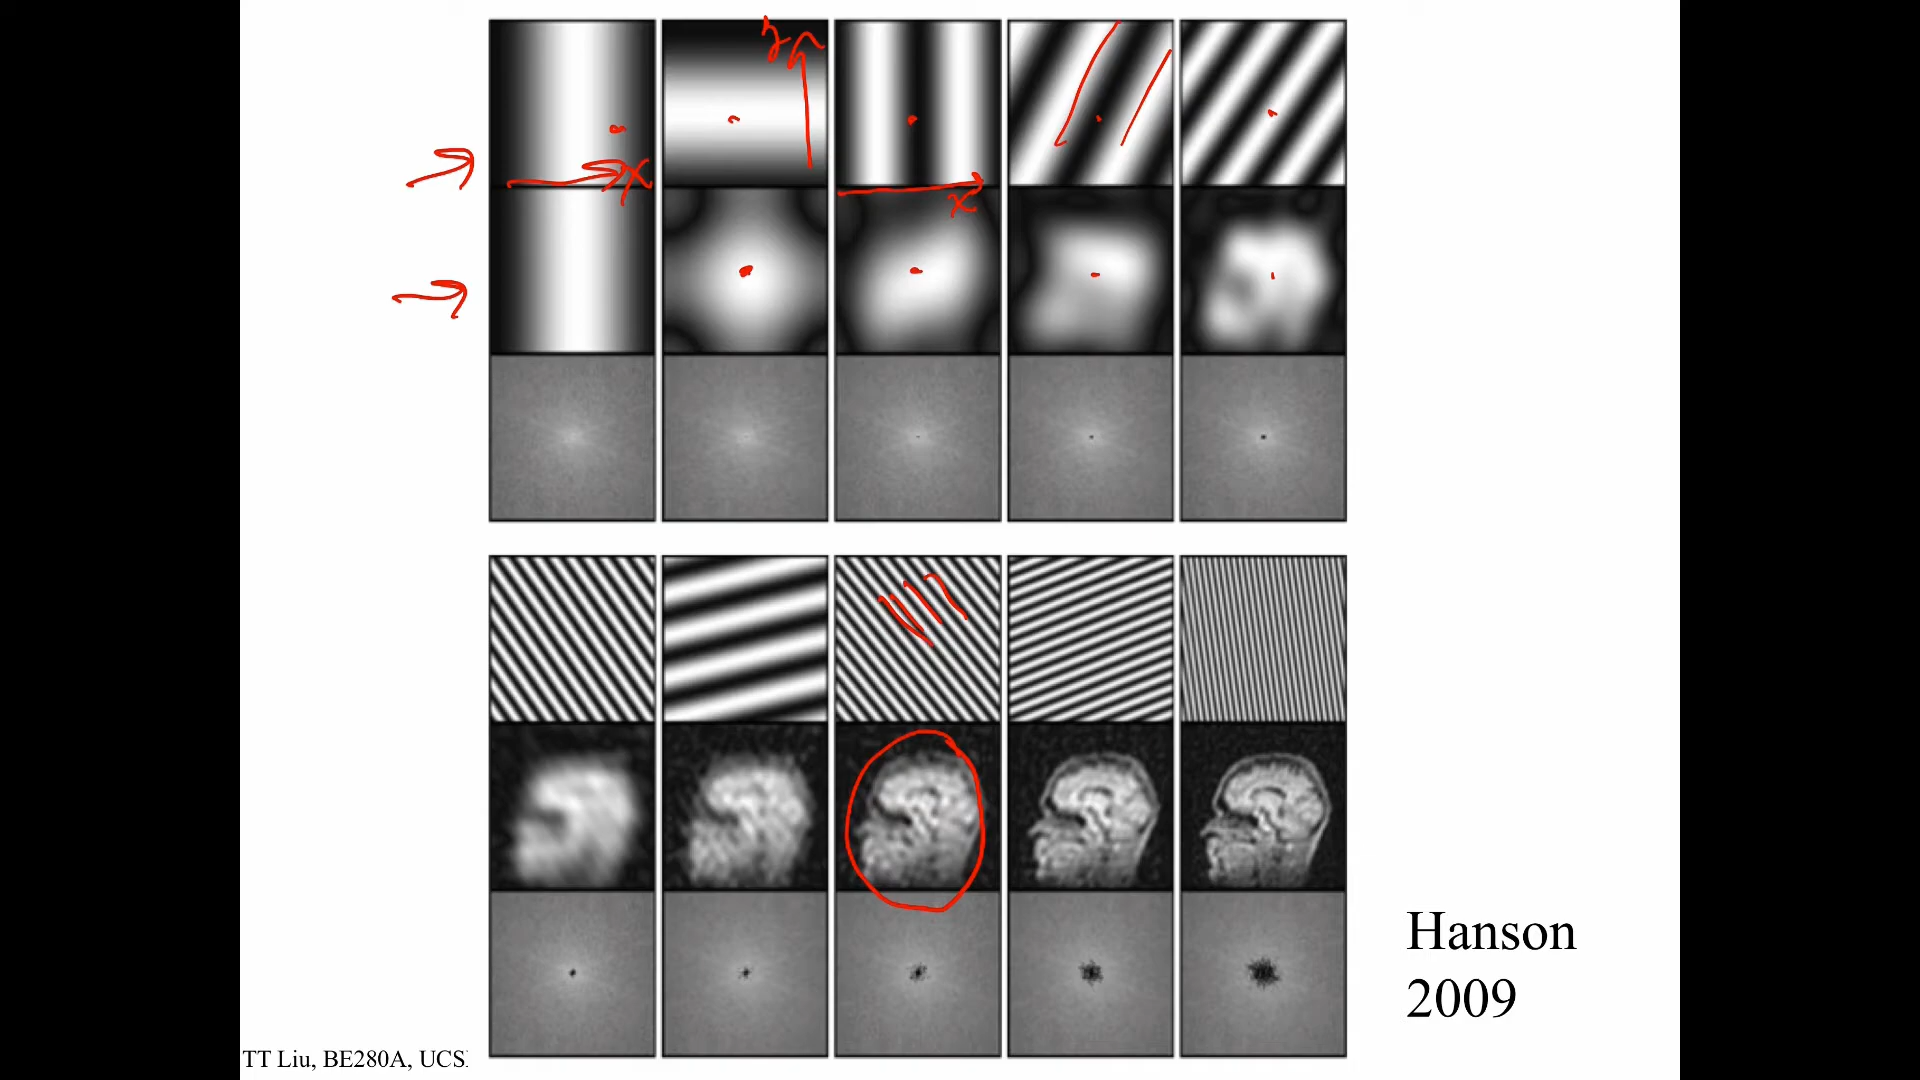 y
x
x
Hanson
2009
TT Liu, BE280A, UCS